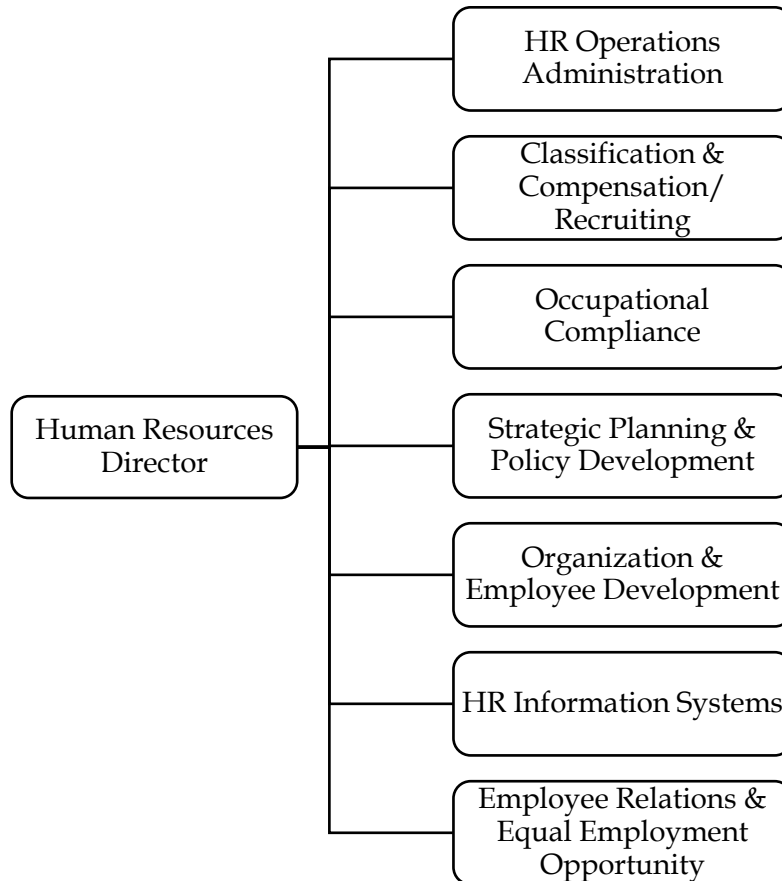 HR Operations
Administration
Classification &
Compensation/
Recruiting
Occupational
Compliance
Human Resources
Director
Strategic Planning &
Policy Development
Organization &
Employee Development
HR Information Systems
Employee Relations &
Equal Employment
Opportunity